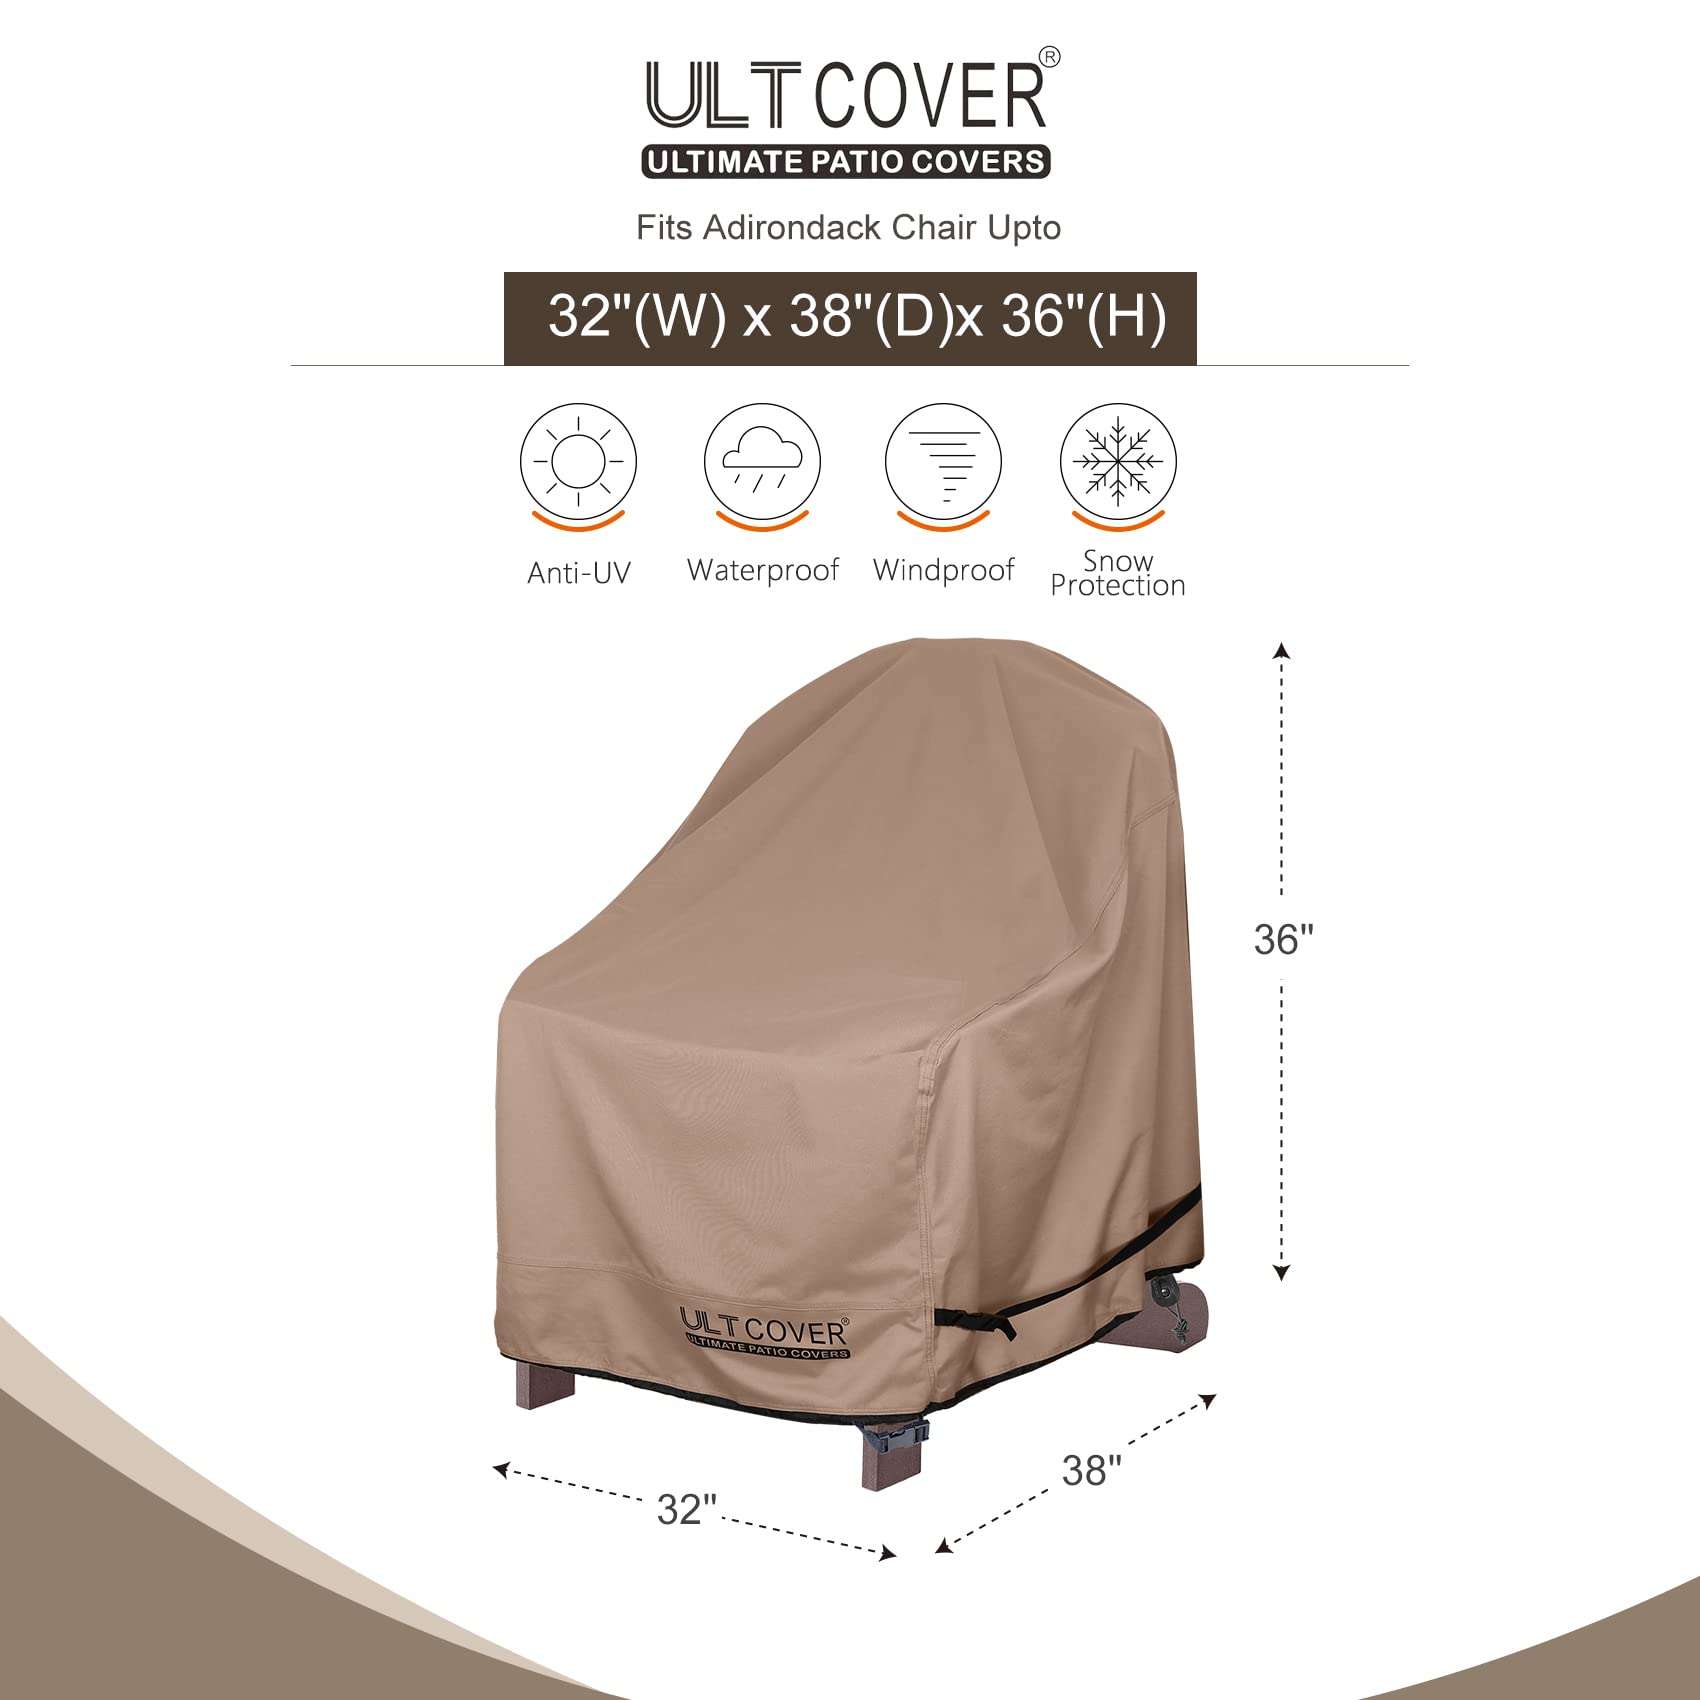 ULTCOVER®
ULTIMATE PATIO COVERS
Fits Adirondack Chair Upto
32"(W) x 38"(D)x 36"(H)
Anti-UV
Waterproof
Windproof
Snow
Protection
36"
ULTCOVER®
ULTIMATE PATIO COVERS
38"
32"